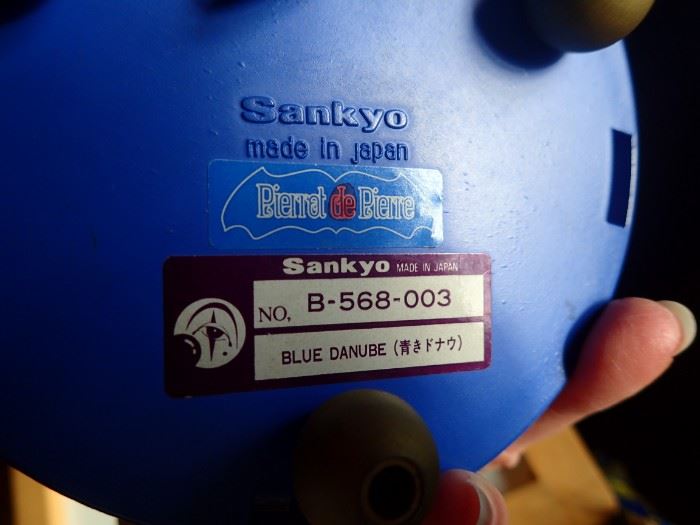 Sankyo
made in japan
Pierrat de Pierre
Sankyo MADE IN JAPAN
NO, B-568-003
BLUE DANUBE (青きドナウ)